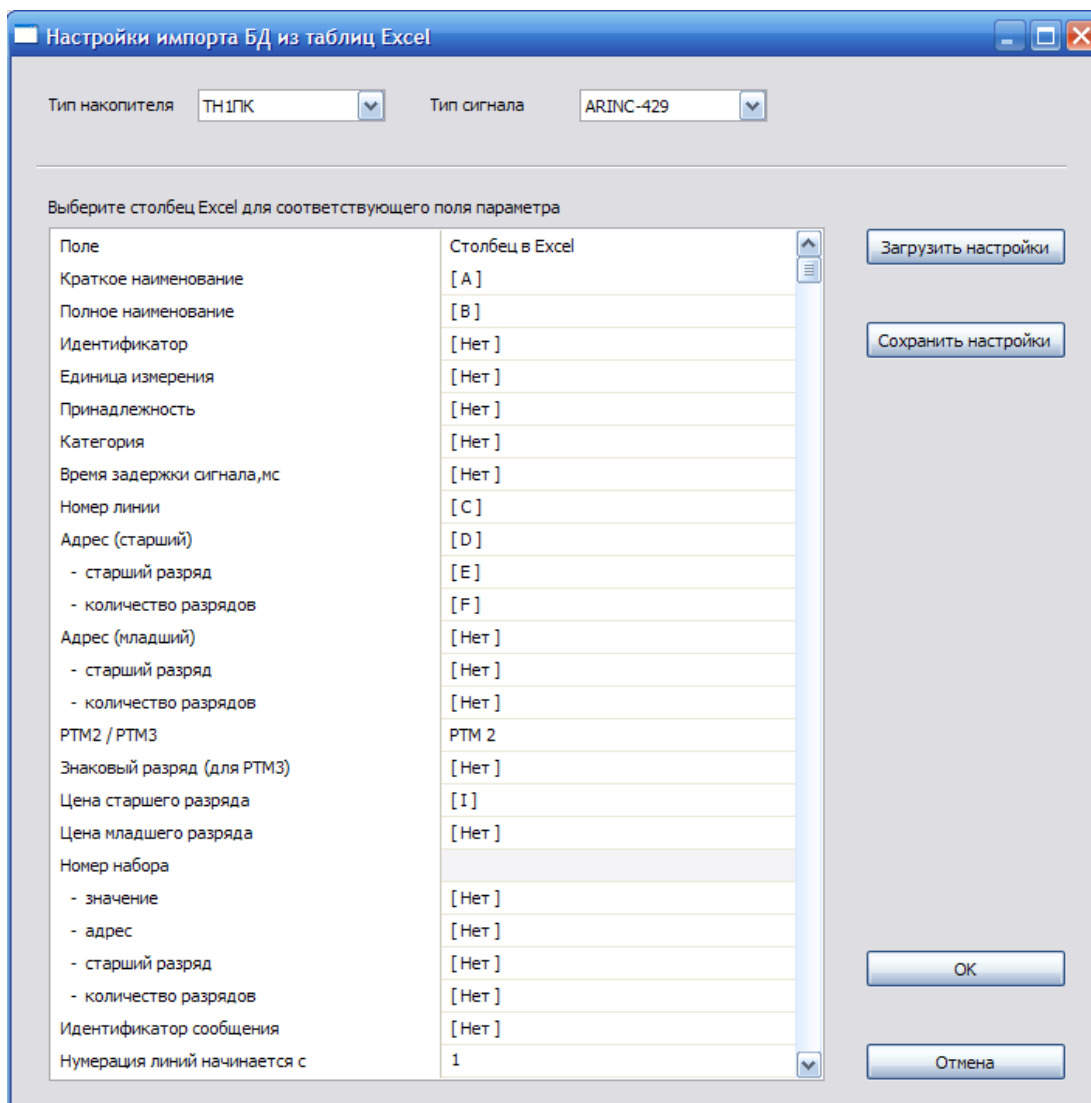 Настройки импорта БД из таблиц Excel
Тип накопителя ТН1ПК Тип сигнала ARINC-429
Выберите столбец Excel для соответствующего поля параметра
Поле Столбец в Excel Загрузить настройки
Краткое наименование [ A ]
Полное наименование [ B ]
Идентификатор [ Нет ] Сохранить настройки
Единица измерения [ Нет ]
Принадлежность [ Нет ]
Категория [ Нет ]
Время задержки сигнала,мс [ Нет ]
Номер линии [ C ]
Адрес (старший) [ D ]
- старший разряд [ E ]
- количество разрядов [ F ]
Адрес (младший) [ Нет ]
- старший разряд [ Нет ]
- количество разрядов [ Нет ]
РТМ2 / РТМ3 РТМ 2
Знаковый разряд (для РТМ3) [ Нет ]
Цена старшего разряда [ I ]
Цена младшего разряда [ Нет ]
Номер набора
- значение [ Нет ]
- адрес [ Нет ]
- старший разряд [ Нет ] OK
- количество разрядов [ Нет ]
Идентификатор сообщения [ Нет ]
Нумерация линий начинается с 1 Отмена